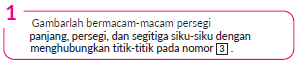 1
Gambarlah bermacam-macam persegi
panjang, persegi, dan segitiga siku-siku dengan
menghubungkan titik-titik pada nomor 3 .